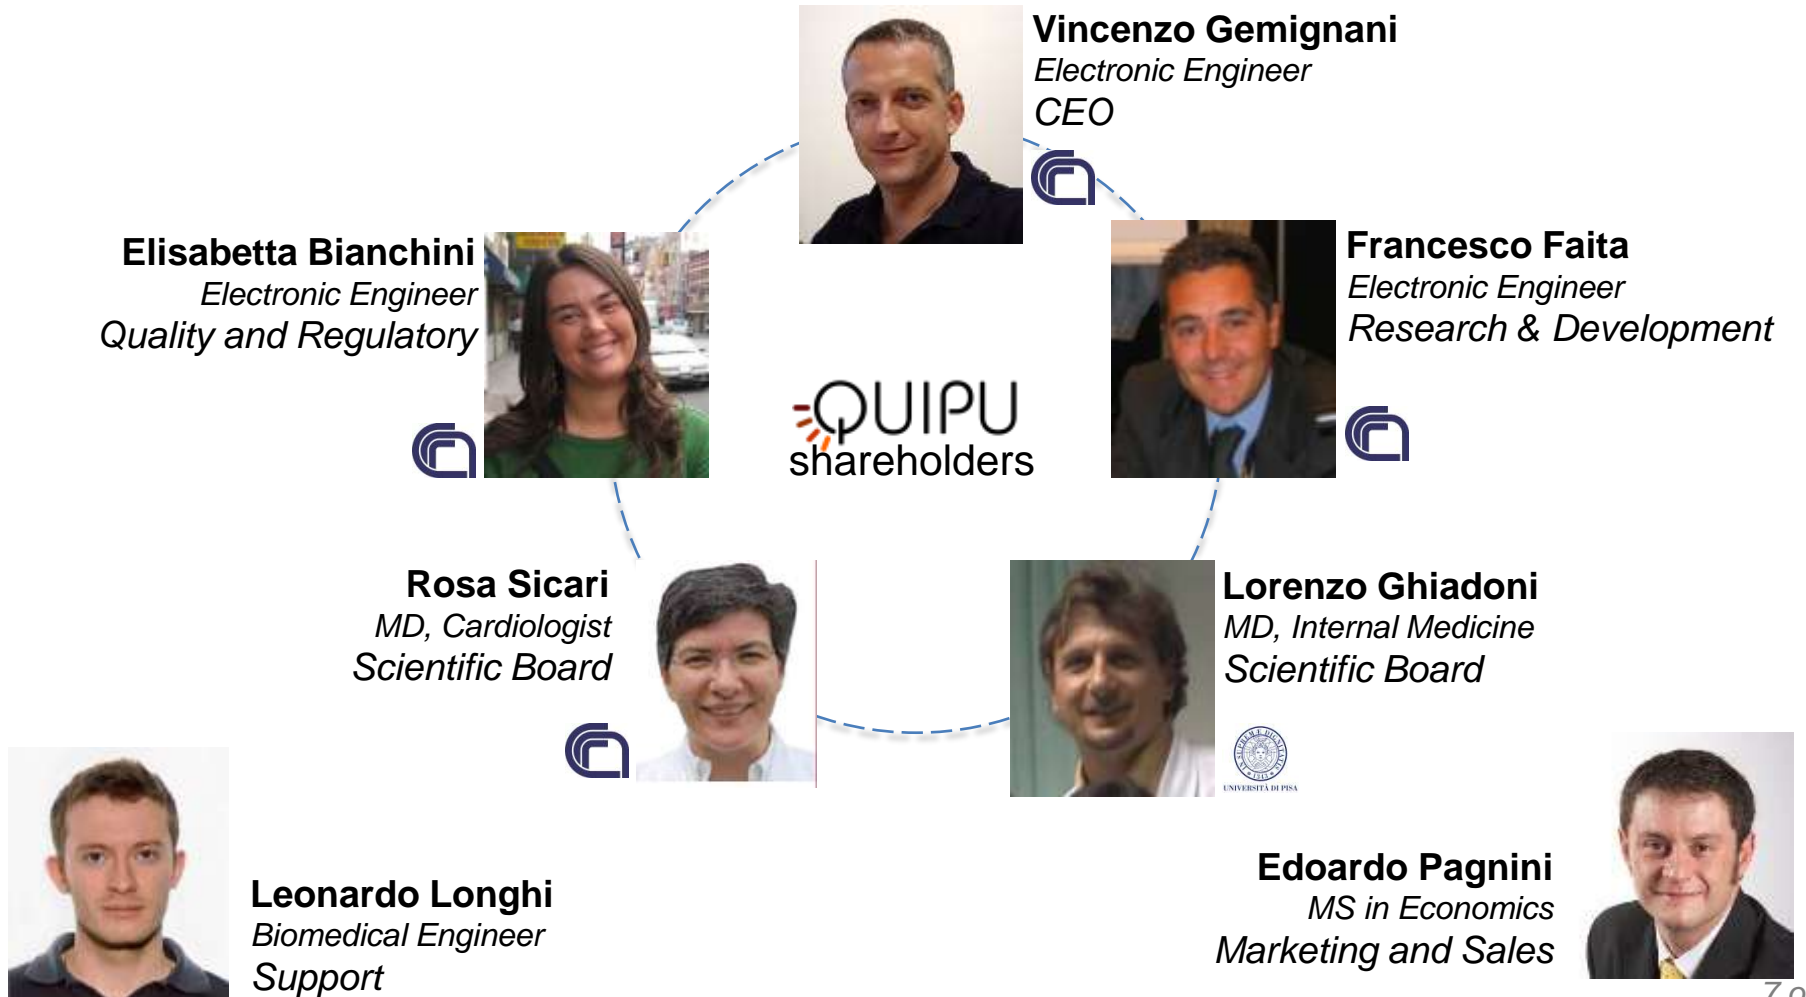 Vincenzo Gemignani
Electronic Engineer
CEO
Elisabetta Bianchini
Electronic Engineer
Quality and Regulatory
Francesco Faita
Electronic Engineer
Research & Development
QUIPU
shareholders
Rosa Sicari
MD, Cardiologist
Scientific Board
Lorenzo Ghiadoni
MD, Internal Medicine
Scientific Board
UNIVERSITÀ DI PISA
Leonardo Longhi
Biomedical Engineer
Support
Edoardo Pagnini
MS in Economics
Marketing and Sales